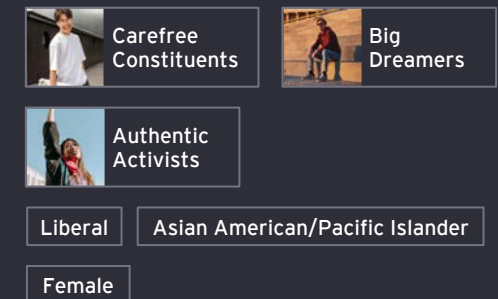 Carefree
Constituents
Big
Dreamers
Authentic
Activists
Liberal
Asian American/Pacific Islander
Female